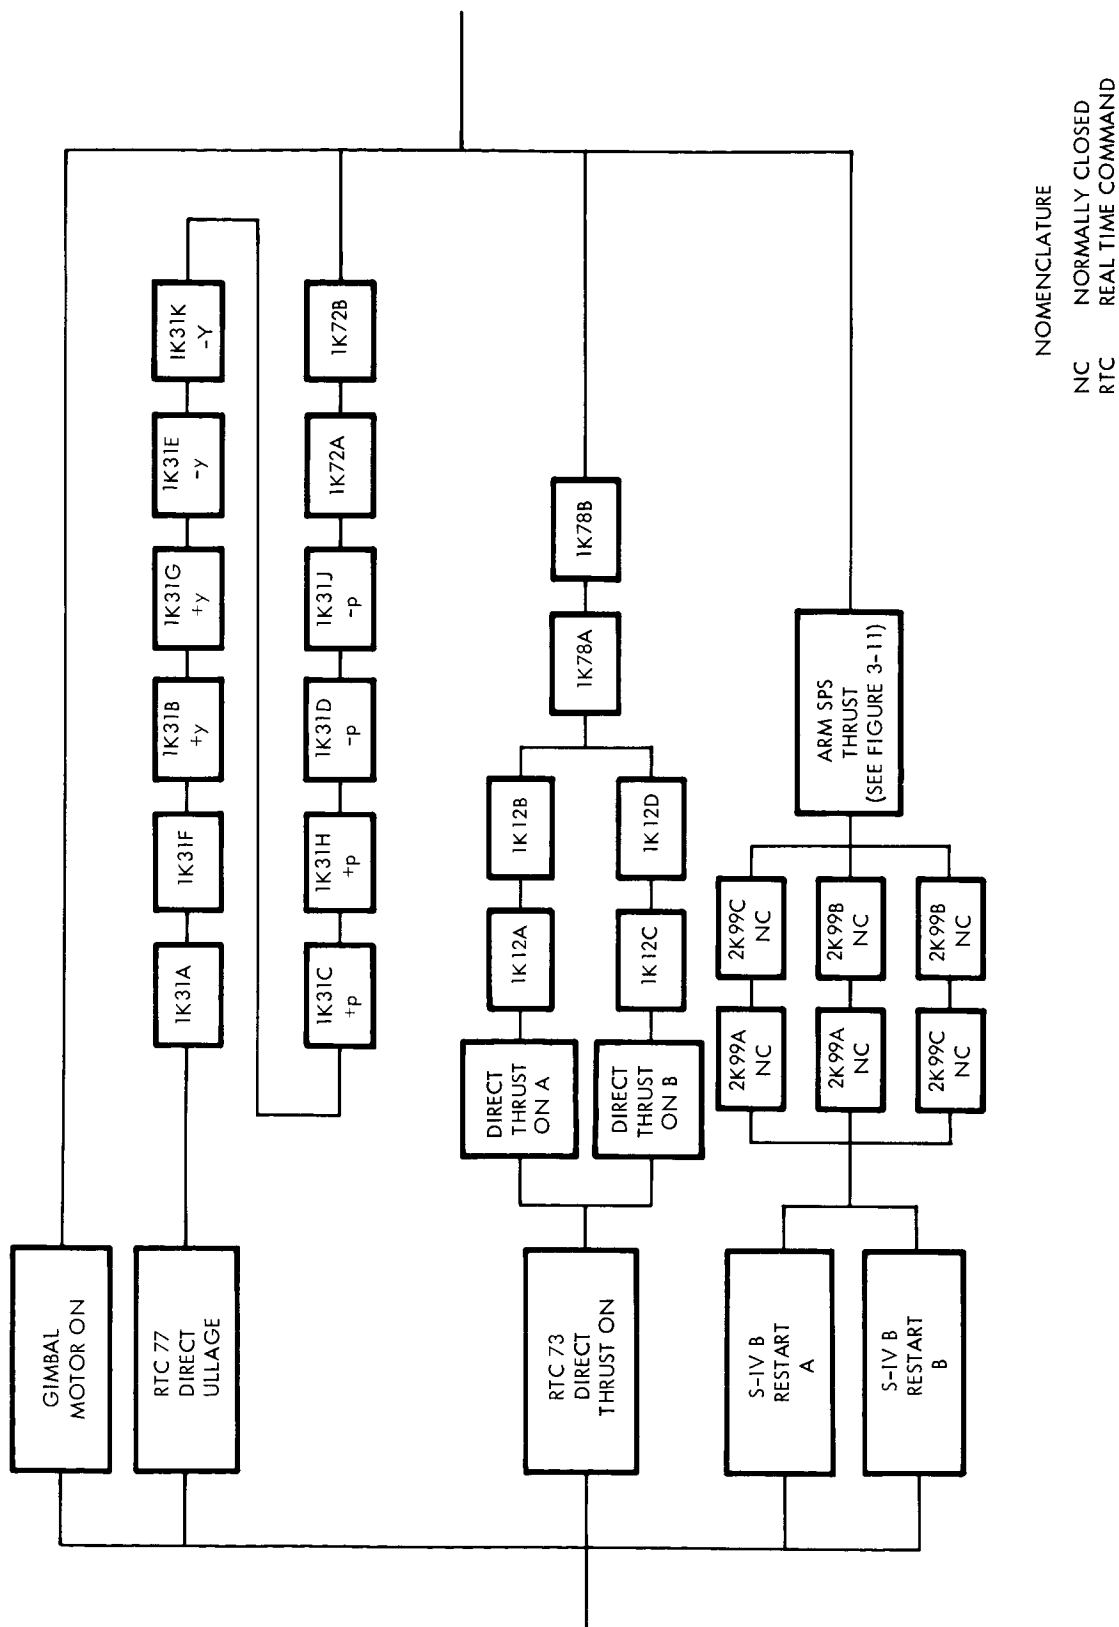 GIMBAL
MOTOR ON
RTC 77
DIRECT
ULLAGE
1K31A
1K31F
1K31B
+y
1K31G
+y
1K31E
-y
1K31K
-Y
1K31C
+p
1K31H
+p
1K31D
-p
1K31J
-p
1K72A
1K72B
RTC 73
DIRECT
THRUST ON
DIRECT
THRUST
ON A
1K12A
1K12B
DIRECT
THRUST
ON B
1K12C
1K12D
1K78A
1K78B
S-IV B
RESTART
A
S-IV B
RESTART
B
2K99A
NC
2K99C
NC
2K99A
NC
2K99B
NC
2K99C
NC
2K99B
NC
ARM SPS
THRUST
(SEE FIGURE 3-11)
NOMENCLATURE
NC NORMALLY CLOSED
RTC REAL TIME COMMAND